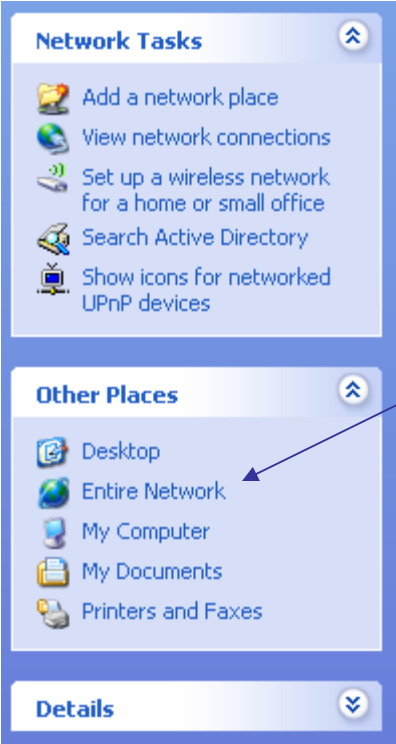 Network Tasks
Add a network place
View network connections
Set up a wireless network
for a home or small office
Search Active Directory
Show icons for networked
UPnP devices
Other Places
Desktop
Entire Network
My Computer
My Documents
Printers and Faxes
Details